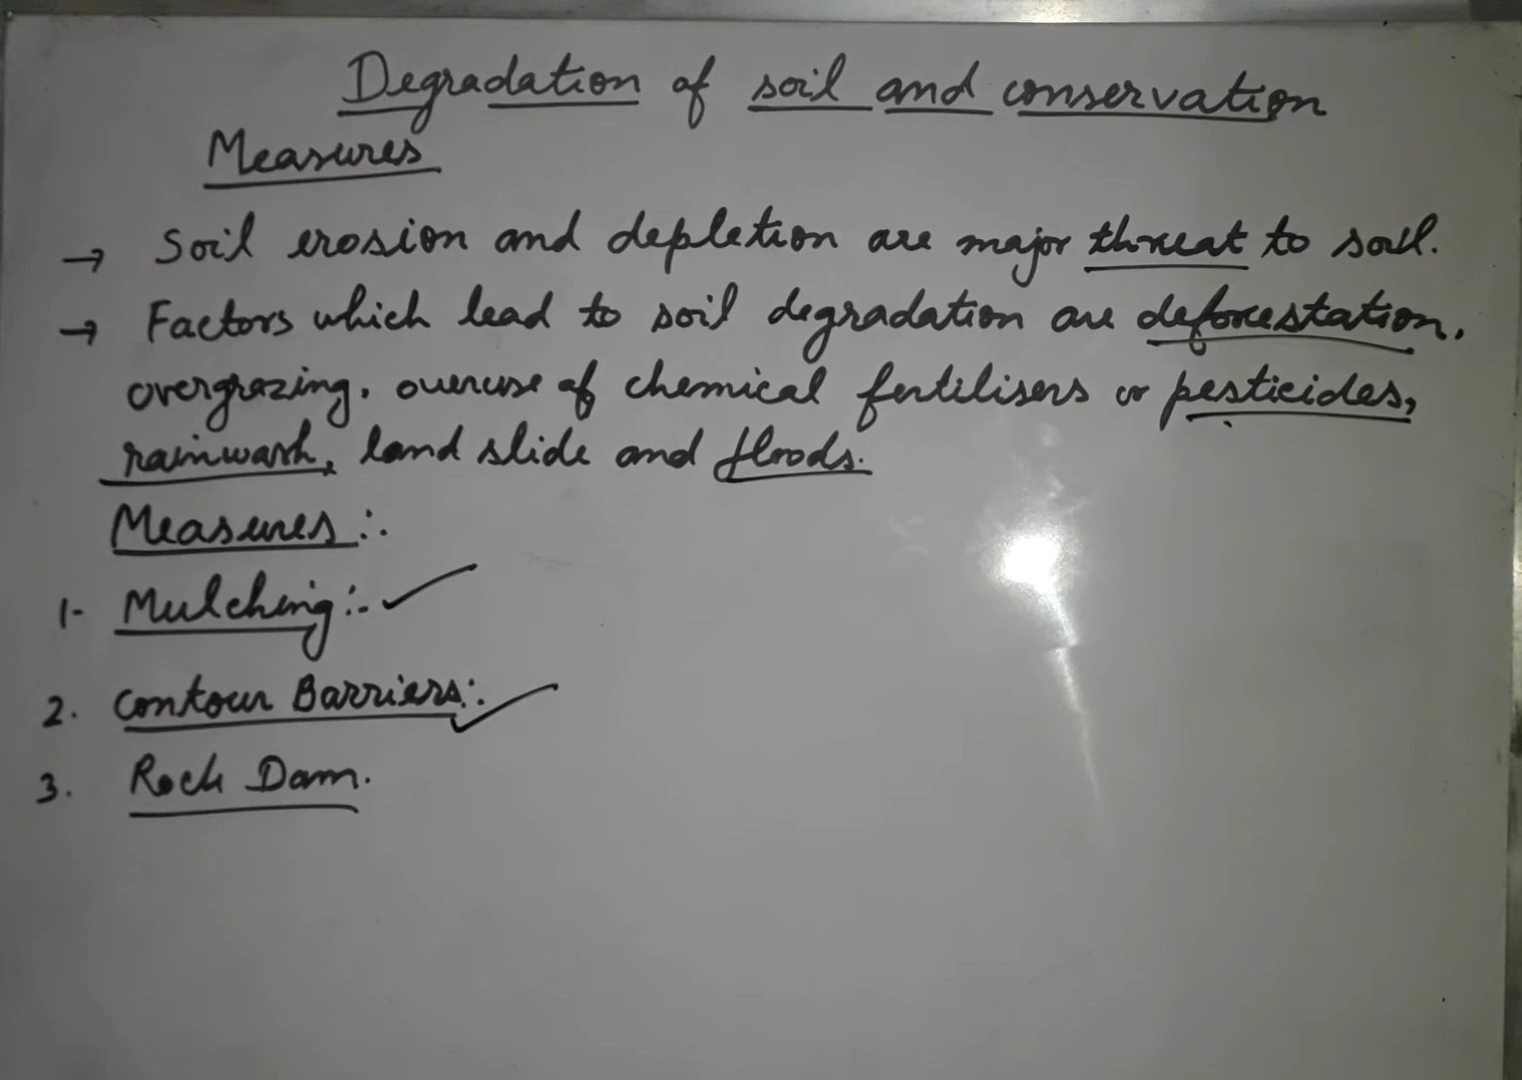 Degradation of soil and conservation
Measures
→ Soil erosion and depletion are major threat to soil.
→ Factors which lead to soil degradation are deforestation,
overgrazing, overuse of chemical fertilisers or pesticides,
rainwash, land slide and floods.
Measures :-
1- Mulching :- ✓
2. Contour Barriers :- ✓
3. Rock Dam.